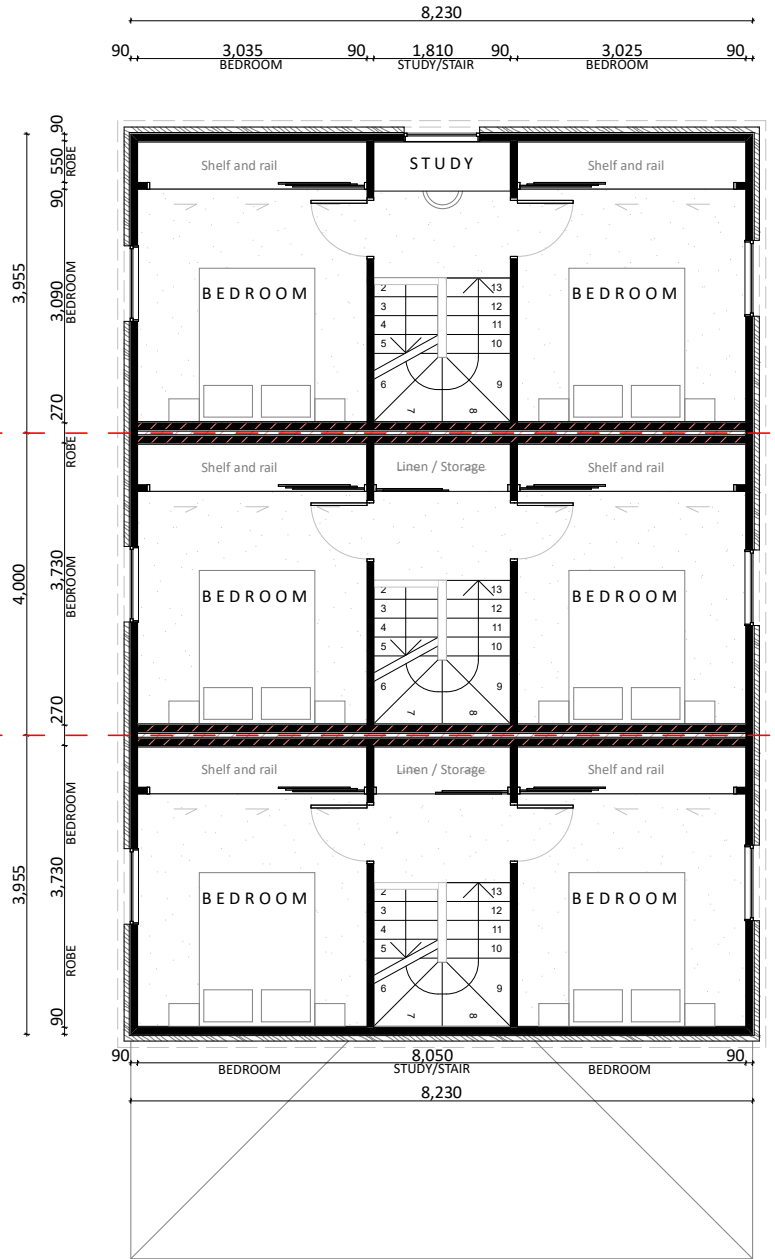 8,230
90 3,035 90 1,810 90 3,025 90
BEDROOM STUDY/STAIR BEDROOM
90
550
ROBE
90
3,955
3,090
BEDROOM
270
Shelf and rail STUDY Shelf and rail
BEDROOM BEDROOM
2 13
3 12
4 11
5 10
6 9
7 8
ROBE
4,000
3,730
BEDROOM
270
Shelf and rail Linen / Storage Shelf and rail
BEDROOM BEDROOM
2 13
3 12
4 11
5 10
6 9
7 8
BEDROOM
3,955
3,730
ROBE
90
Shelf and rail Linen / Storage Shelf and rail
BEDROOM BEDROOM
2 13
3 12
4 11
5 10
6 9
7 8
90 8,050 90
BEDROOM STUDY/STAIR BEDROOM
8,230